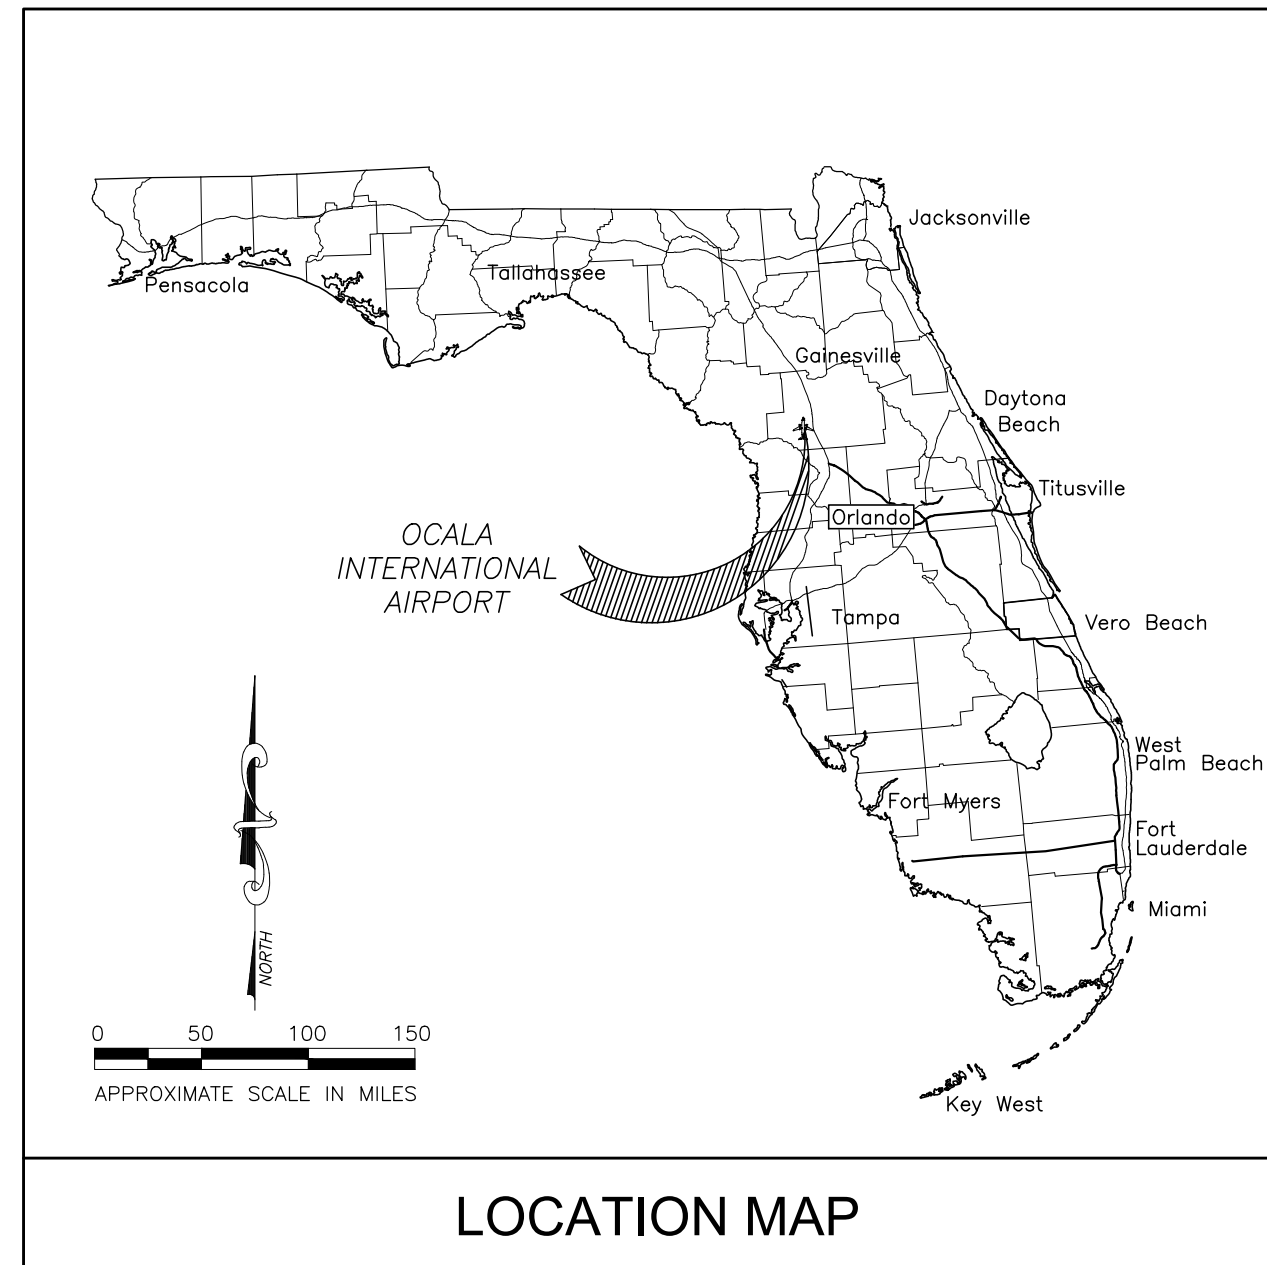 Jacksonville
Tallahassee
Pensacola
Gainesville
Daytona
Beach
Titusville
Orlando
OCALA
INTERNATIONAL
AIRPORT
Tampa
Vero Beach
West
Palm Beach
Fort Myers
Fort
Lauderdale
Miami
NORTH
0 50 100 150
APPROXIMATE SCALE IN MILES
Key West
LOCATION MAP